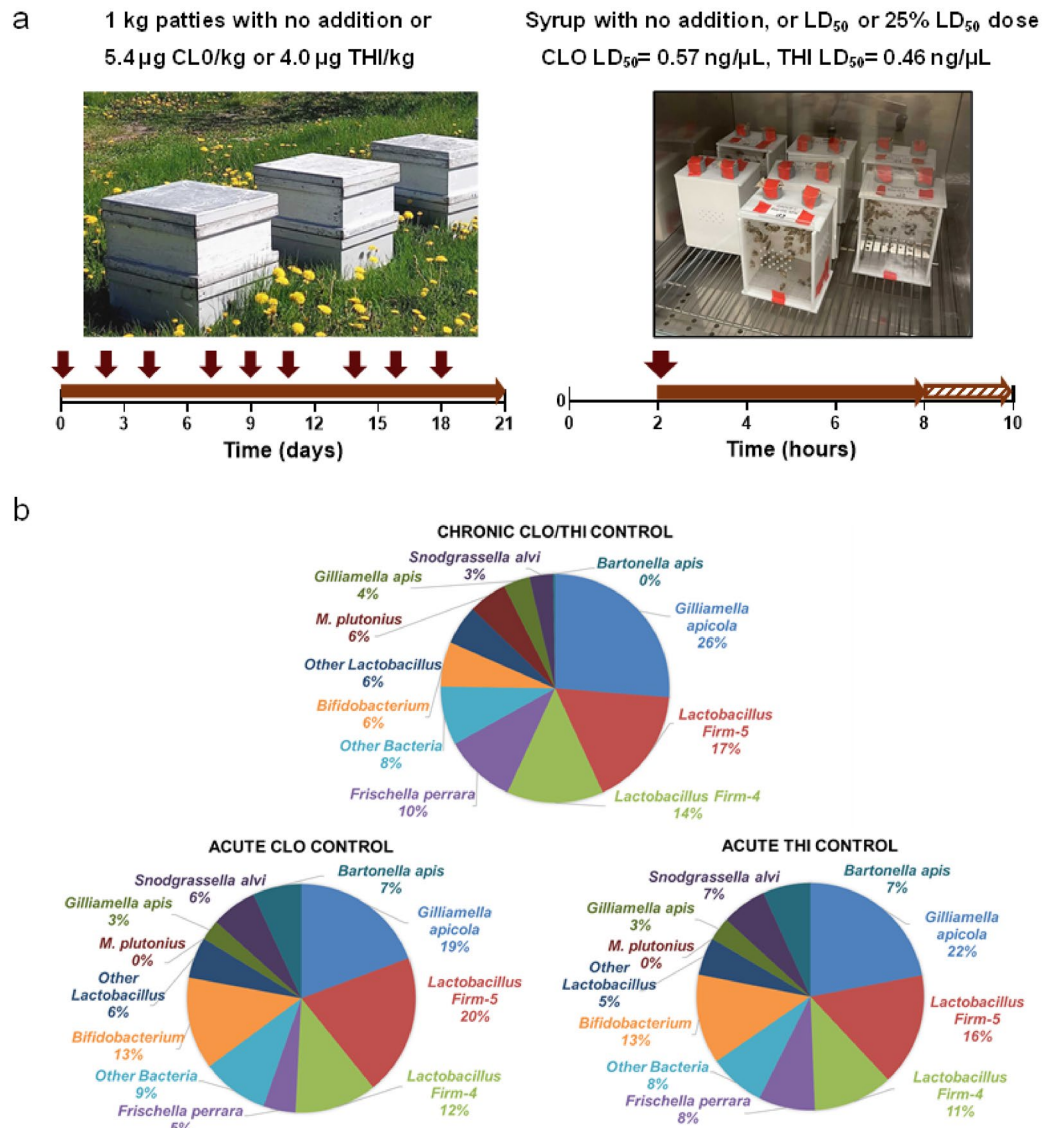 a
1 kg patties with no addition or
5.4 µg CL0/kg or 4.0 µg THI/kg
Syrup with no addition, or LD50 or 25% LD50 dose
CLO LD50= 0.57 ng/µL, THI LD50= 0.46 ng/µL
0 3 6 9 12 15 18 21
Time (days)
0
0 2 4 6 8 10
Time (hours)
b
CHRONIC CLO/THI CONTROL
Snodgrassella alvi
3%
Bartonella apis
0%
Gilliamella apis
4%
Gilliamella
apicola
26%
M. plutonius
6%
Other Lactobacillus
6%
Bifidobacterium
6%
Lactobacillus
Firm-5
17%
Other Bacteria
8%
Frischella perrara
10%
Lactobacillus Firm-4
14%
ACUTE CLO CONTROL
Snodgrassella alvi
6%
Bartonella apis
7%
Gilliamella apis
3%
Gilliamella
apicola
19%
M. plutonius
0%
Other
Lactobacillus
6%
Lactobacillus
Firm-5
20%
Bifidobacterium
13%
Other Bacteria
9%
Lactobacillus
Firm-4
12%
Frischella perrara
5%
ACUTE THI CONTROL
Snodgrassella alvi
7%
Bartonella apis
7%
Gilliamella apis
3%
Gilliamella
apicola
22%
M. plutonius
0%
Other
Lactobacillus
5%
Lactobacillus
Firm-5
16%
Bifidobacterium
13%
Other Bacteria
8%
Lactobacillus
Firm-4
11%
Frischella perrara
8%